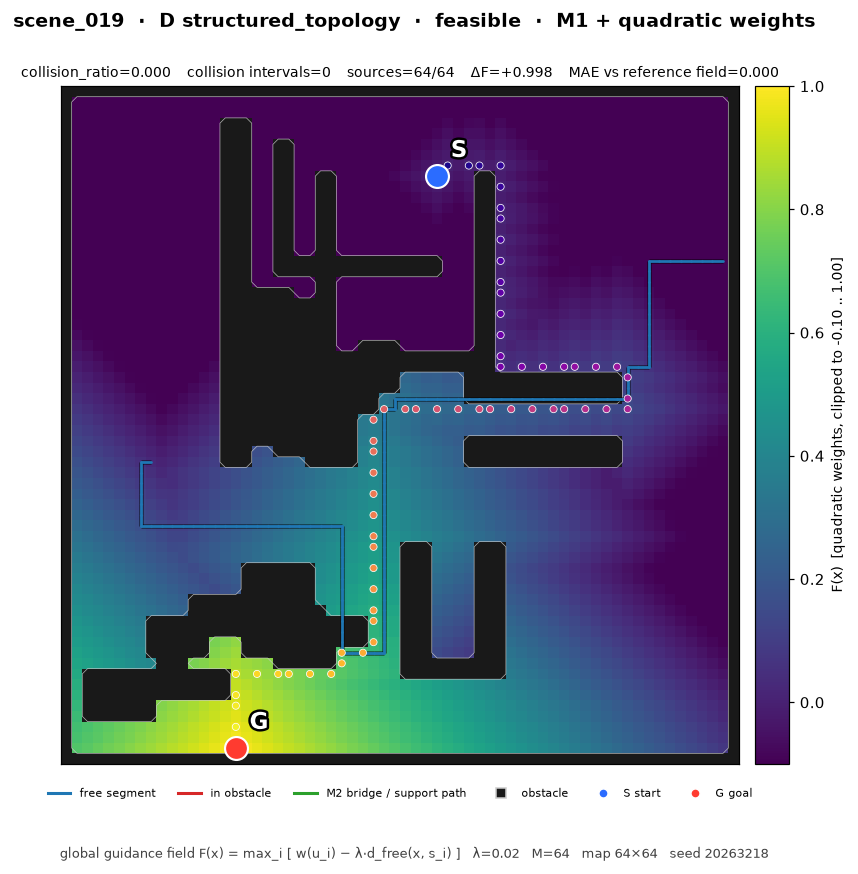 scene_019 · D structured_topology · feasible · M1 + quadratic weights
collision_ratio=0.000 collision intervals=0 sources=64/64 ΔF=+0.998 MAE vs reference field=0.000
S
G
1.0
0.8
0.6
0.4
0.2
0.0
F(x) [quadratic weights, clipped to -0.10 .. 1.00]
free segment in obstacle M2 bridge / support path obstacle S start G goal
global guidance field F(x) = max_i [ w(u_i) − λ·d_free(x, s_i) ] λ=0.02 M=64 map 64×64 seed 20263218